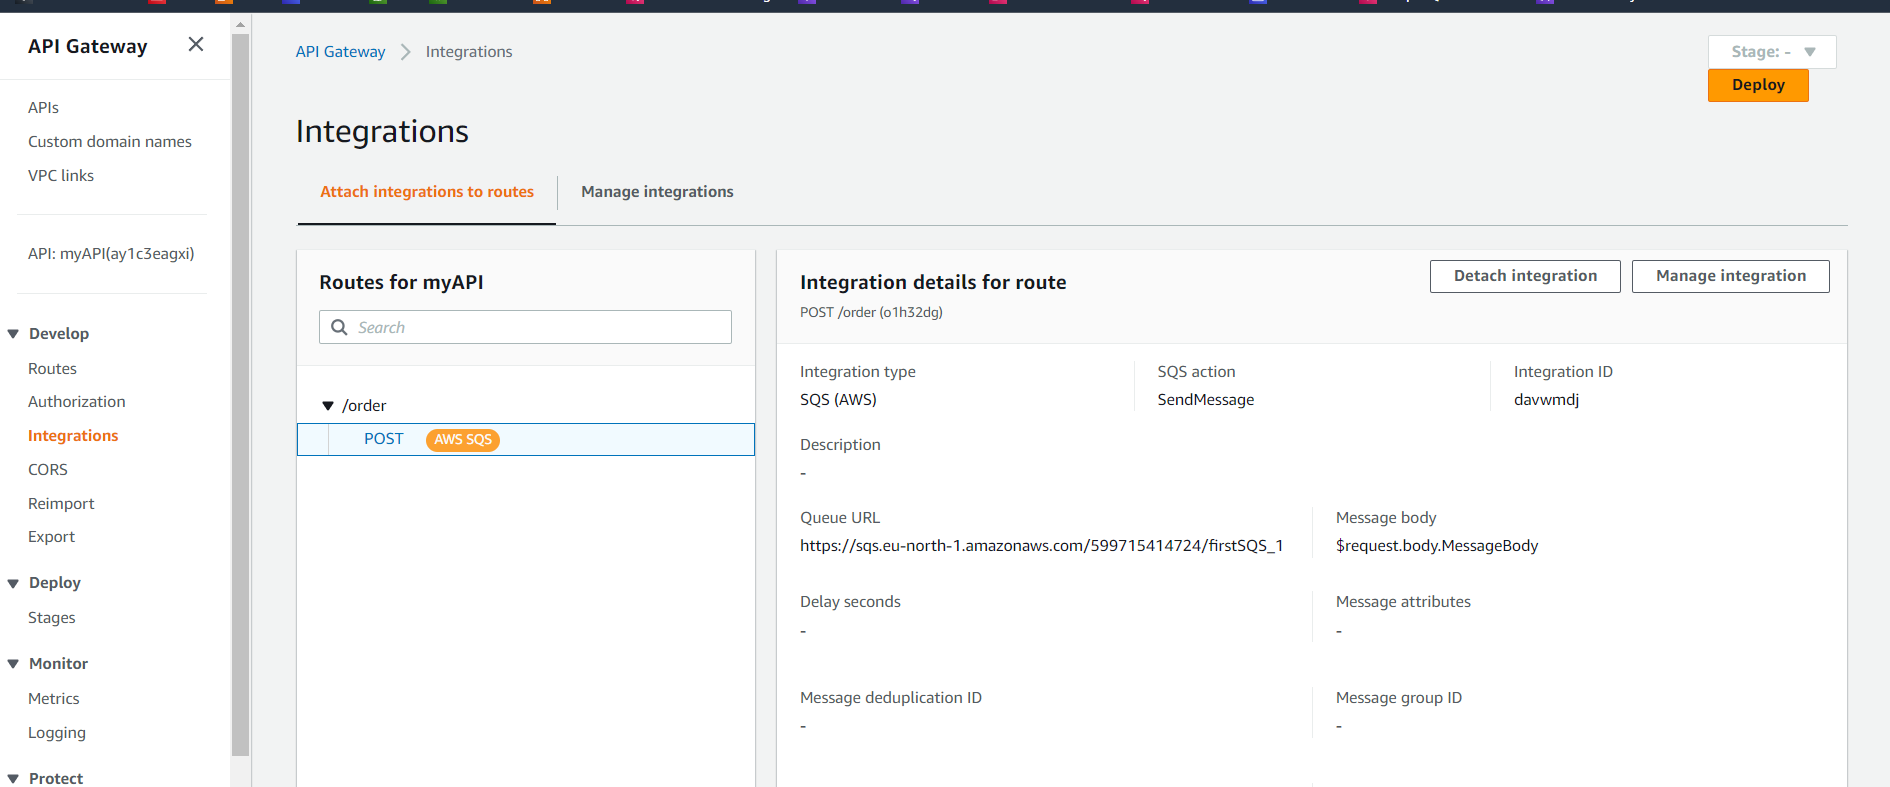 API Gateway
APIs
Custom domain names
VPC links
API: myAPI(ay1c3eagxi)
Develop
Routes
Authorization
Integrations
CORS
Reimport
Export
Deploy
Stages
Monitor
Metrics
Logging
Protect
API Gateway > Integrations
Stage: -
Deploy
Integrations
Attach integrations to routes
Manage integrations
Routes for myAPI
Search
/order
POST AWS SQS
Integration details for route
POST /order (o1h32dg)
Detach integration
Manage integration
Integration type
SQS (AWS)
SQS action
SendMessage
Integration ID
davwmdj
Description
-
Queue URL
https://sqs.eu-north-1.amazonaws.com/599715414724/firstSQS_1
Message body
$request.body.MessageBody
Delay seconds
-
Message attributes
-
Message deduplication ID
-
Message group ID
-